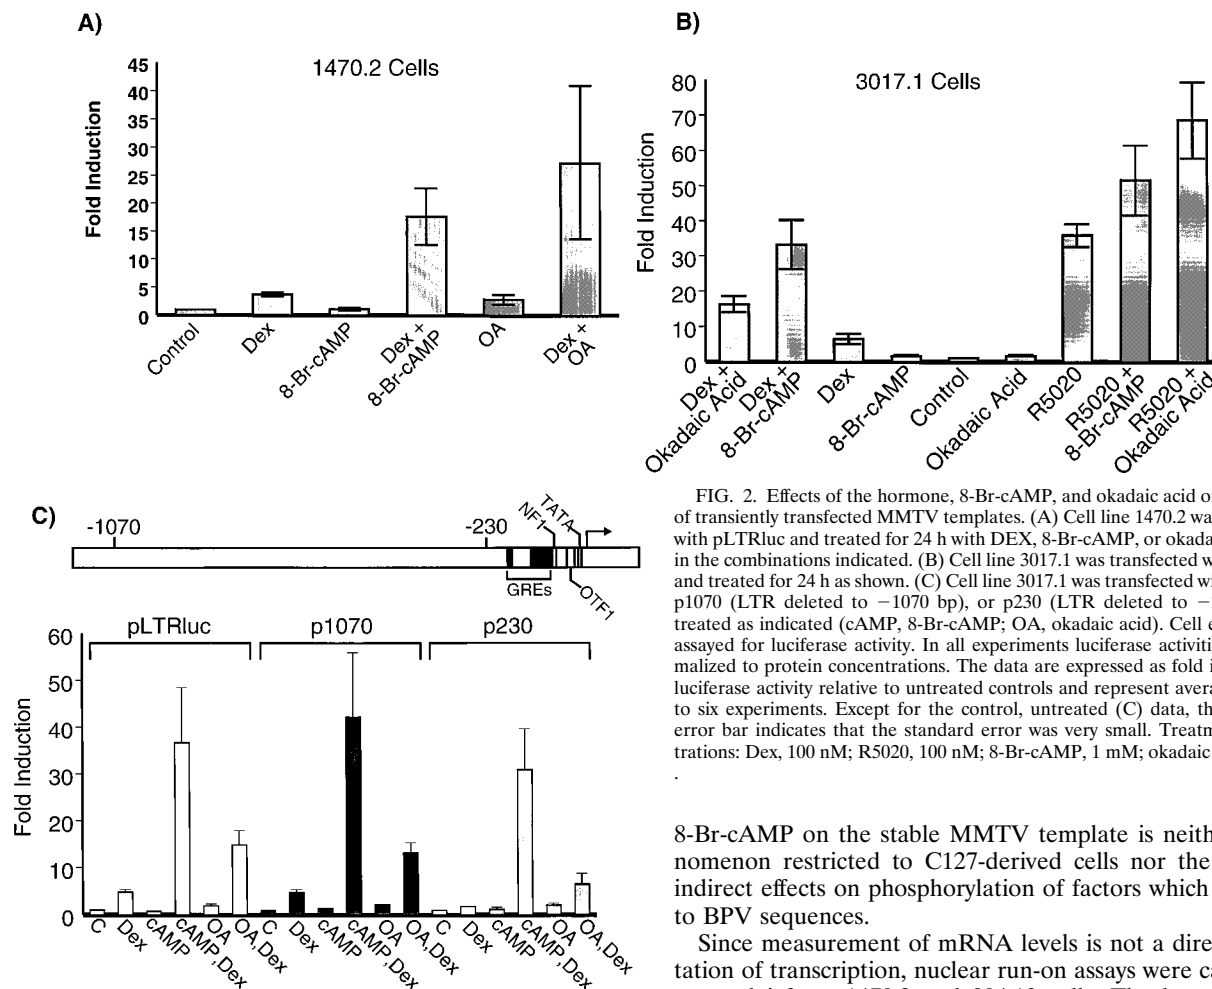 A)
Fold Induction
1470.2 Cells
45
40
35
30
25
20
15
10
5
0
Control
Dex
8-Br-cAMP
Dex +
8-Br-cAMP
OA
Dex +
OA
B)
Fold Induction
3017.1 Cells
80
70
60
50
40
30
20
10
0
Dex +
Okadaic Acid
Dex +
8-Br-cAMP
Dex
8-Br-cAMP
Control
Okadaic Acid
R5020
R5020 +
8-Br-cAMP
R5020 +
Okadaic Acid
C)
-1070
-230
NF1
TATA
GREs
OTF1
pLTRluc
p1070
p230
Fold Induction
60
50
40
30
20
10
0
C
Dex
cAMP
cAMP,Dex
OA
OA,Dex
C
Dex
cAMP
cAMP,Dex
OA
OA,Dex
C
Dex
cAMP
cAMP,Dex
OA
OA,Dex
FIG. 2. Effects of the hormone, 8-Br-cAMP, and okadaic acid o
of transiently transfected MMTV templates. (A) Cell line 1470.2 wa
with pLTRluc and treated for 24 h with DEX, 8-Br-cAMP, or okada
in the combinations indicated. (B) Cell line 3017.1 was transfected w
and treated for 24 h as shown. (C) Cell line 3017.1 was transfected wi
p1070 (LTR deleted to −1070 bp), or p230 (LTR deleted to −
treated as indicated (cAMP, 8-Br-cAMP; OA, okadaic acid). Cell e
assayed for luciferase activity. In all experiments luciferase activiti
malized to protein concentrations. The data are expressed as fold i
luciferase activity relative to untreated controls and represent avera
to six experiments. Except for the control, untreated (C) data, th
error bar indicates that the standard error was very small. Treatm
trations: Dex, 100 nM; R5020, 100 nM; 8-Br-cAMP, 1 mM; okadaic
.
8-Br-cAMP on the stable MMTV template is neith
nomenon restricted to C127-derived cells nor the
indirect effects on phosphorylation of factors which
to BPV sequences.
Since measurement of mRNA levels is not a dire
tation of transcription, nuclear run-on assays were ca